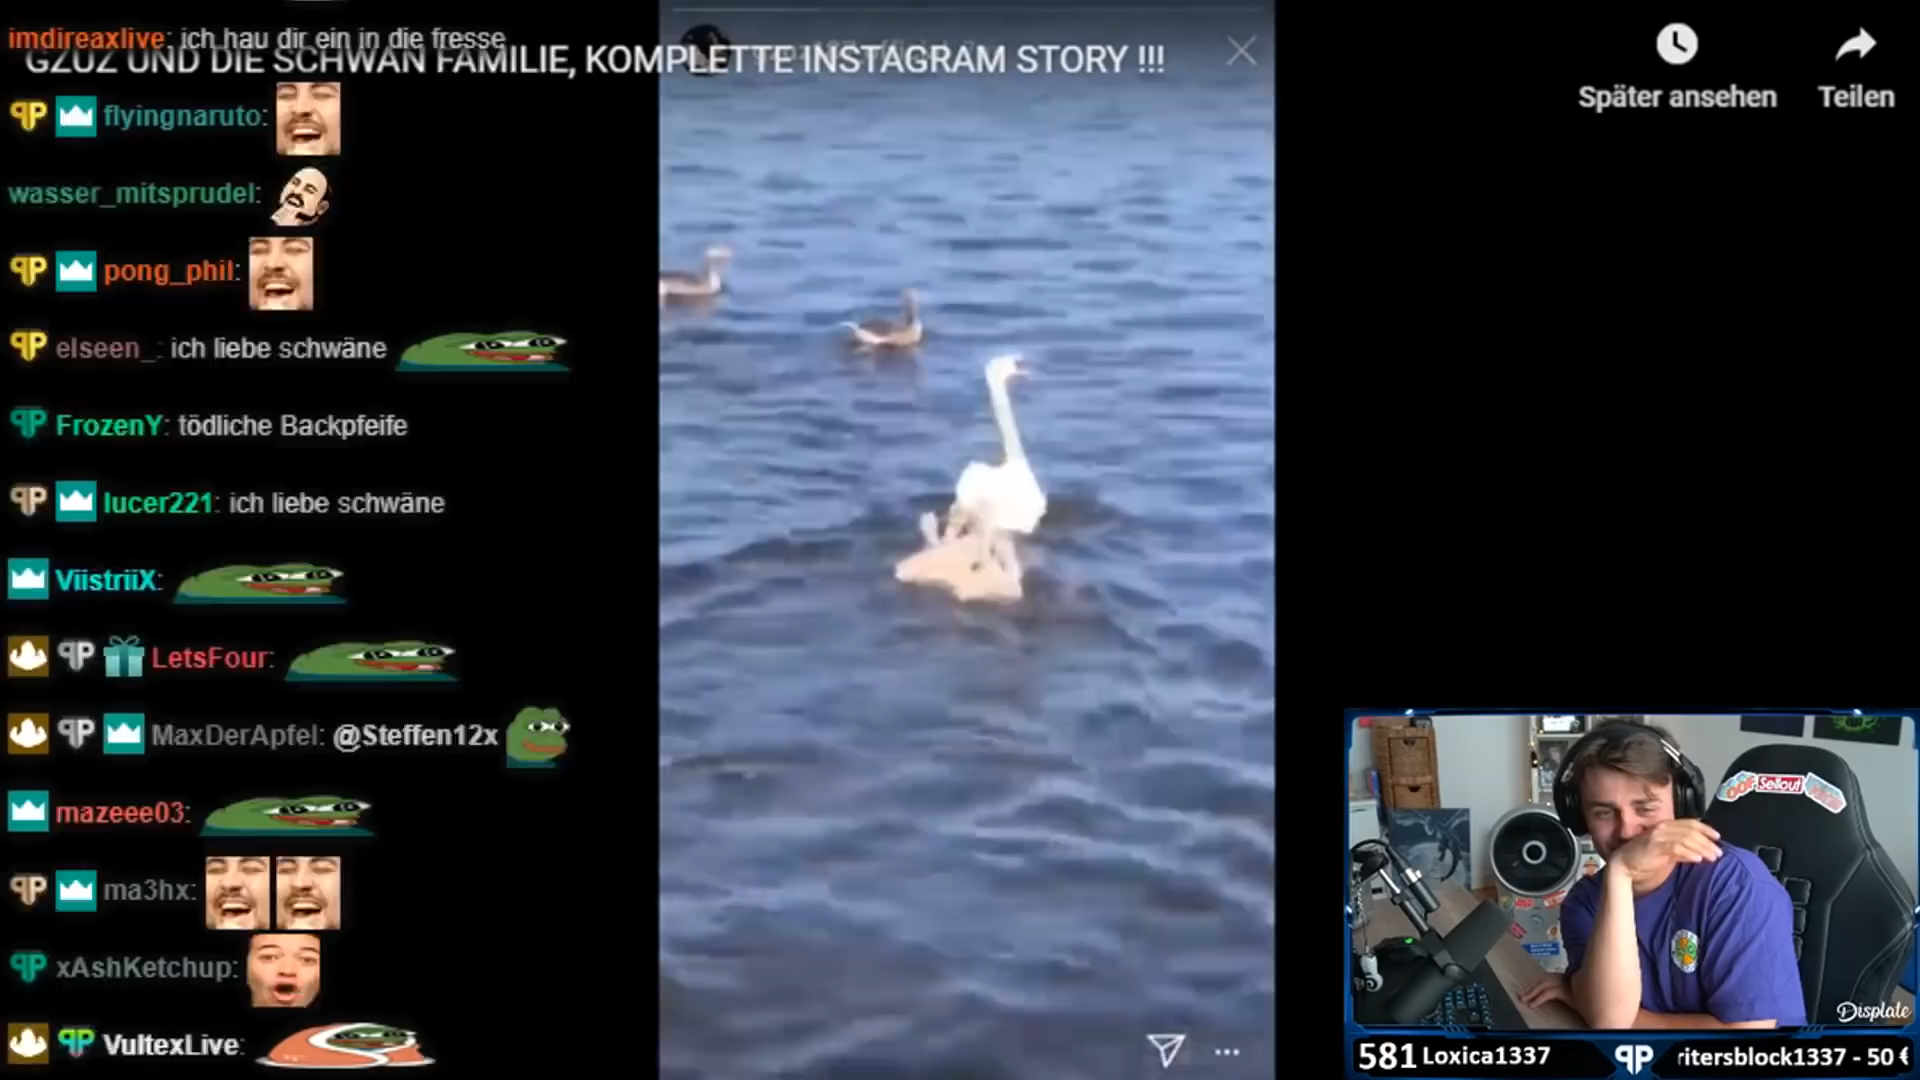 imdireaxlive: ich hau dir ein in die fresse
GZUZ UND DIE SCHWAN FAMILIE, KOMPLETTE INSTAGRAM STORY !!!
Später ansehen
Teilen
flyingnaruto:
wasser_mitsprudel:
pong_phil:
elseen_: ich liebe schwäne
FrozenY: tödliche Backpfeife
lucer221: ich liebe schwäne
ViistriiX:
LetsFour:
MaxDerApfel: @Steffen12x
mazeee03:
ma3hx:
xAshKetchup:
VultexLive:
OOF
Sellout
Displate
581 Loxica1337
ritersblock1337 - 50 €